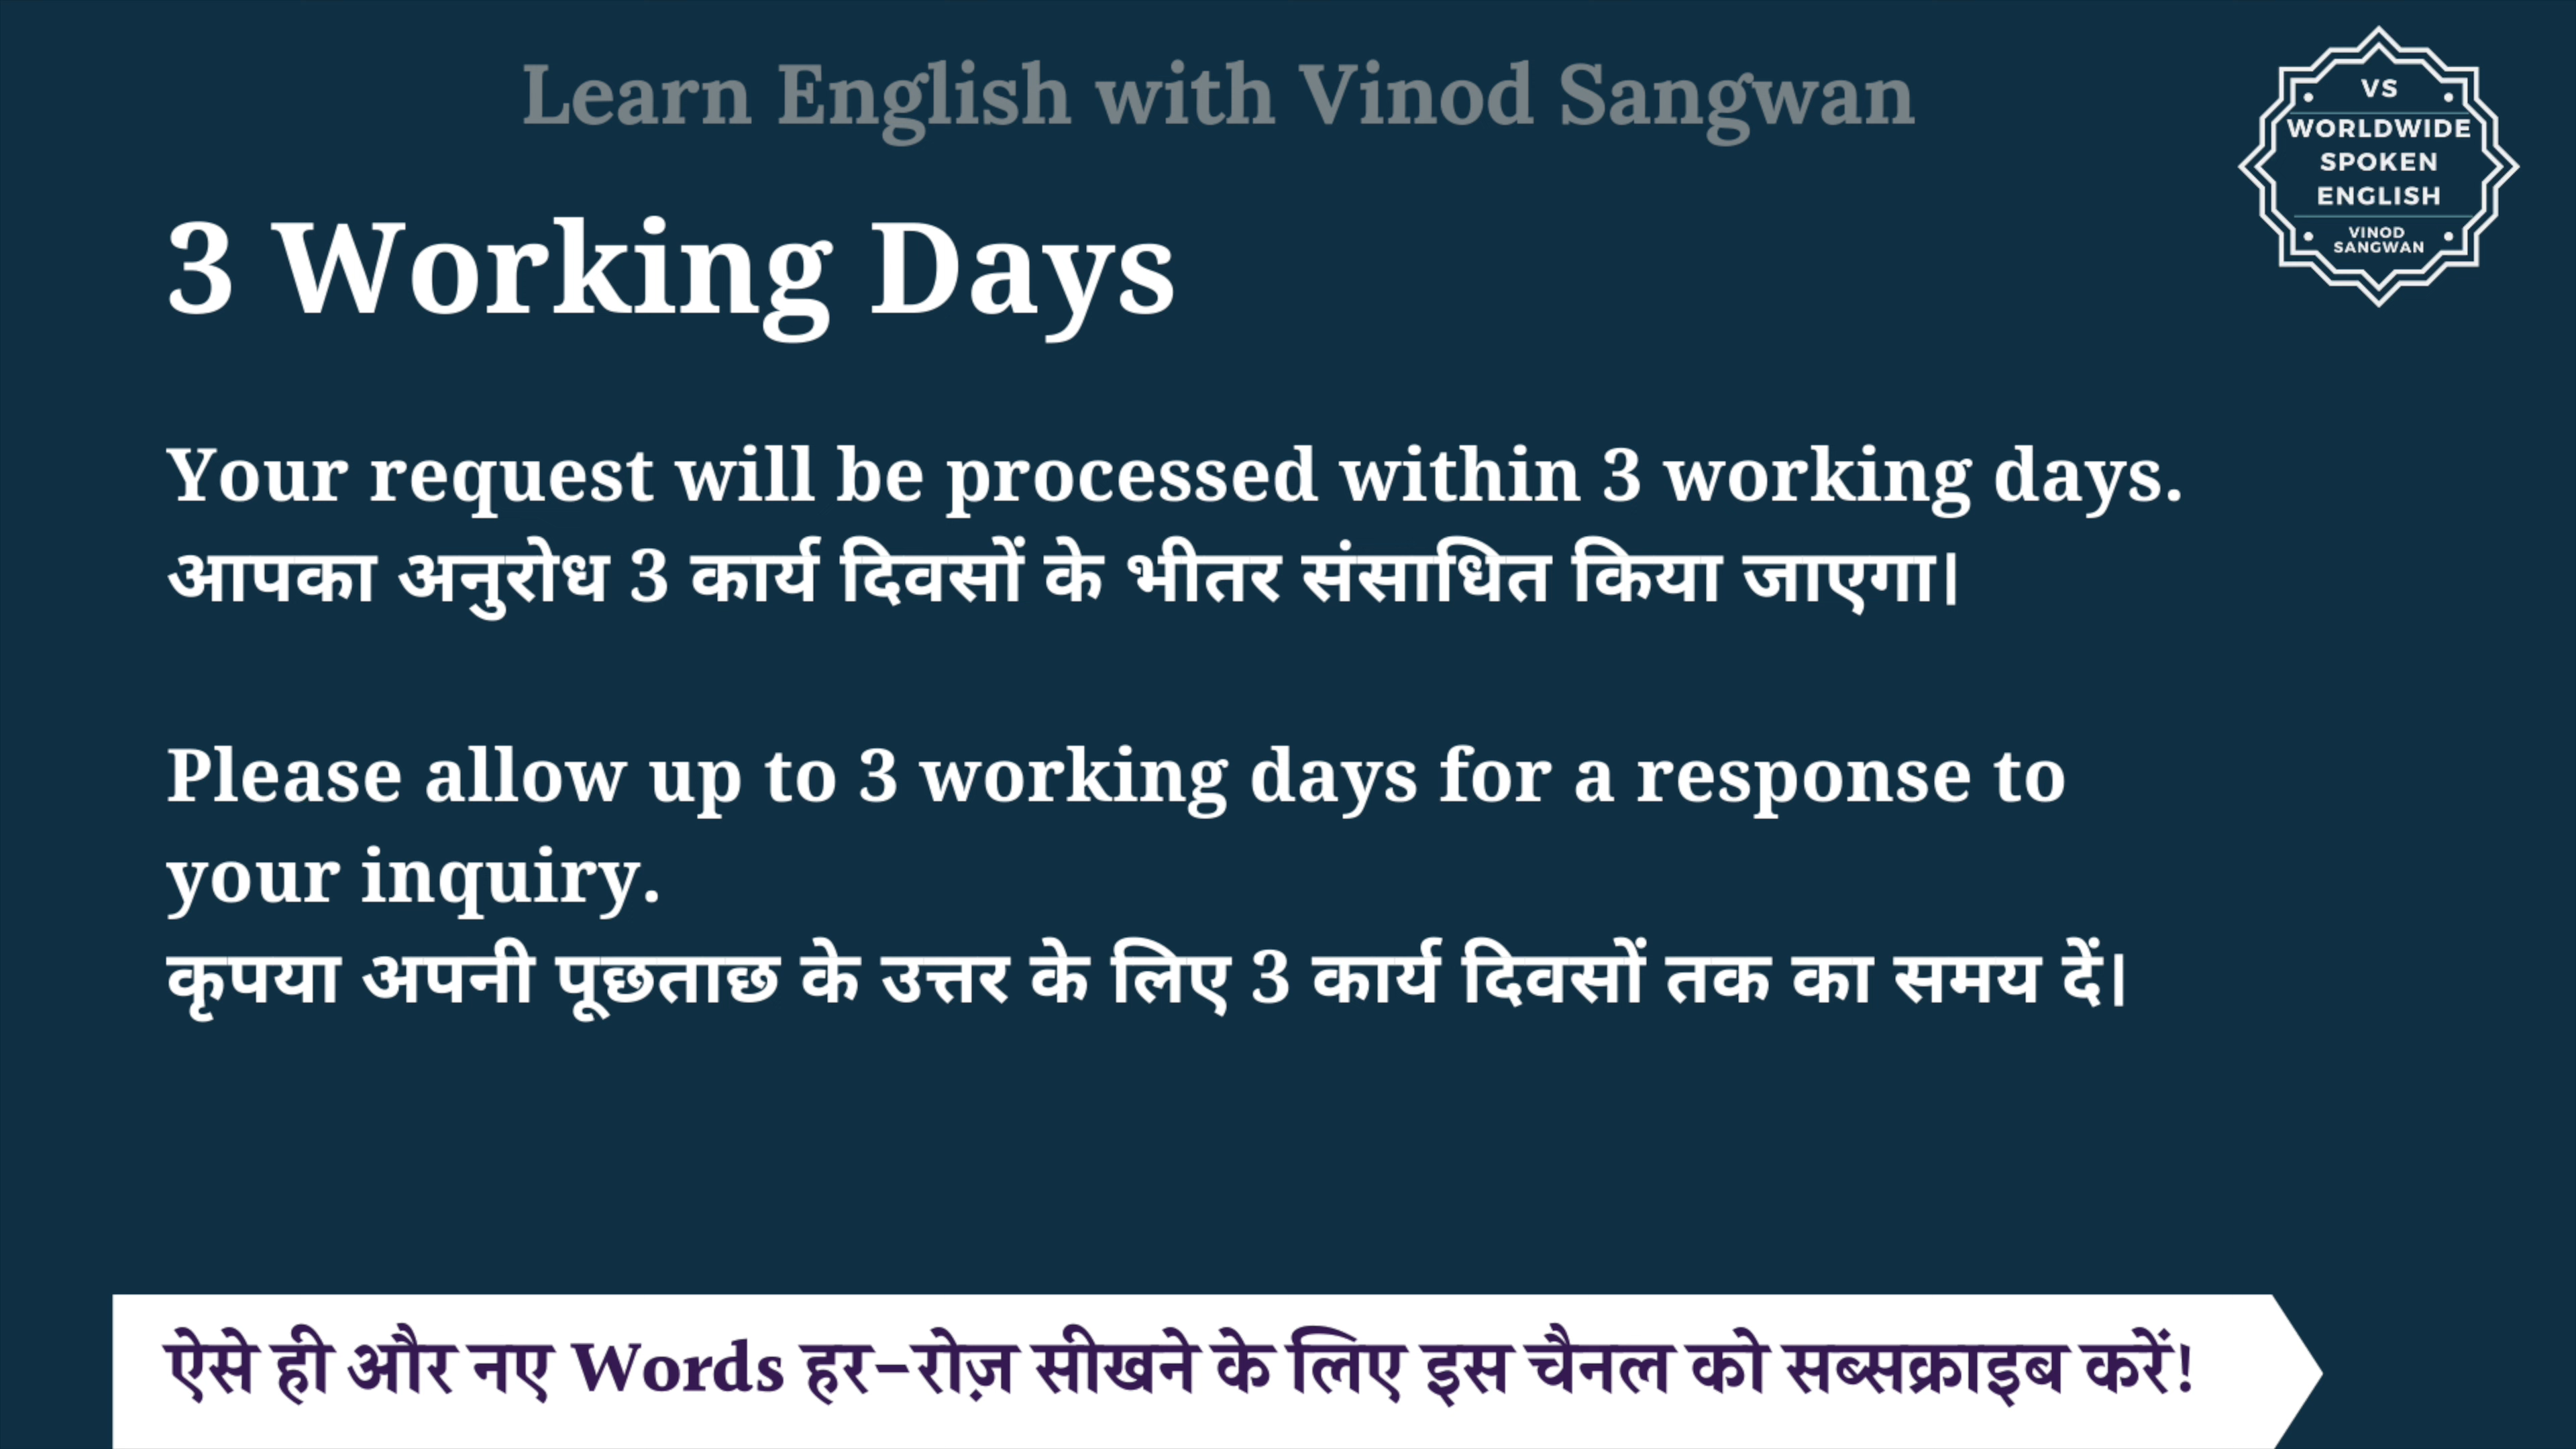 Learn English with Vinod Sangwan
VS
WORLDWIDE
SPOKEN
ENGLISH
VINOD
SANGWAN
3 Working Days
Your request will be processed within 3 working days.
आपका अनुरोध 3 कार्य दिवसों के भीतर संसाधित किया जाएगा।
Please allow up to 3 working days for a response to
your inquiry.
कृपया अपनी पूछताछ के उत्तर के लिए 3 कार्य दिवसों तक का समय दें।
ऐसे ही और नए Words हर-रोज़ सीखने के लिए इस चैनल को सब्सक्राइब करें!